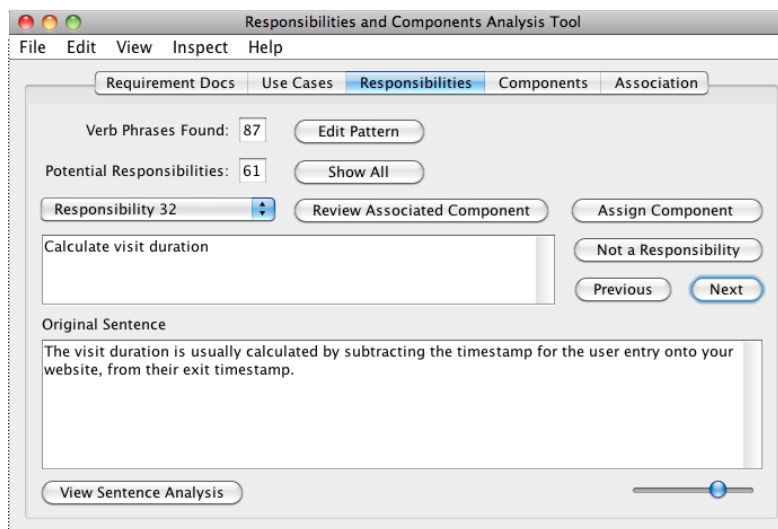 Responsibilities and Components Analysis Tool
File Edit View Inspect Help
Requirement Docs Use Cases Responsibilities Components Association
Verb Phrases Found: 87 Edit Pattern
Potential Responsibilities: 61 Show All
Responsibility 32 Review Associated Component Assign Component
Calculate visit duration
Not a Responsibility
Previous Next
Original Sentence
The visit duration is usually calculated by subtracting the timestamp for the user entry onto your
website, from their exit timestamp.
View Sentence Analysis